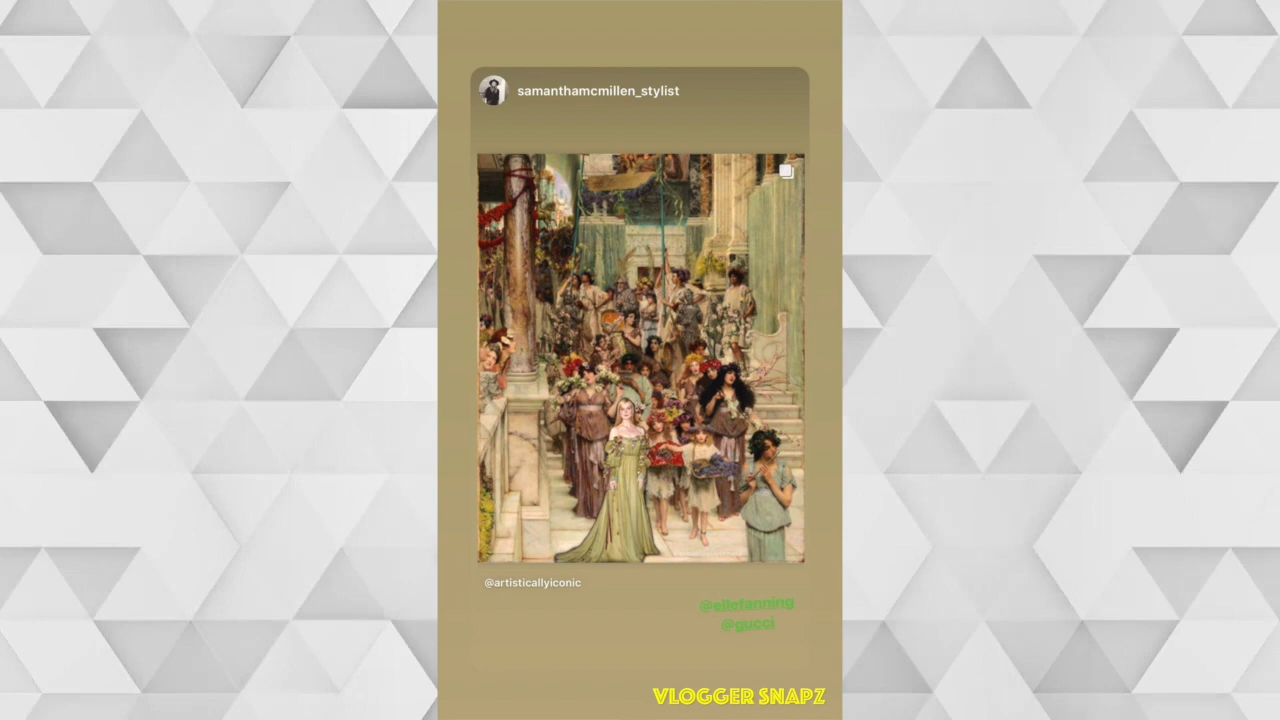 samanthamcmillen_stylist
@artisticallyiconic
@ellefanning
@gucci
VLOGGER SNAPZ